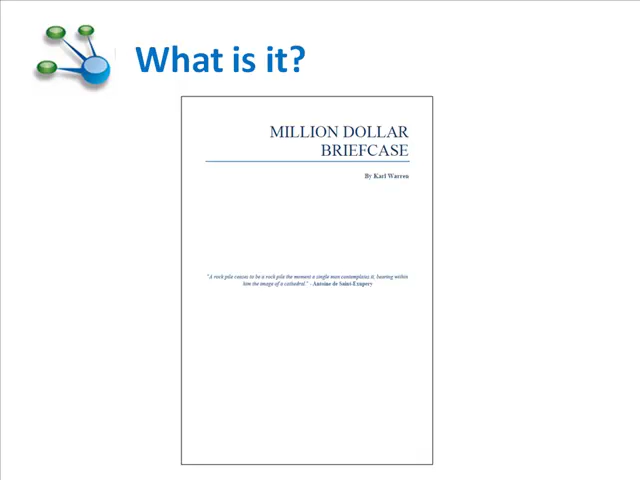 What is it?
MILLION DOLLAR
BRIEFCASE
By Karl Warren
"A rock pile ceases to be a rock pile the moment a single man contemplates it, bearing within
him the image of a cathedral." - Antoine de Saint-Exupery